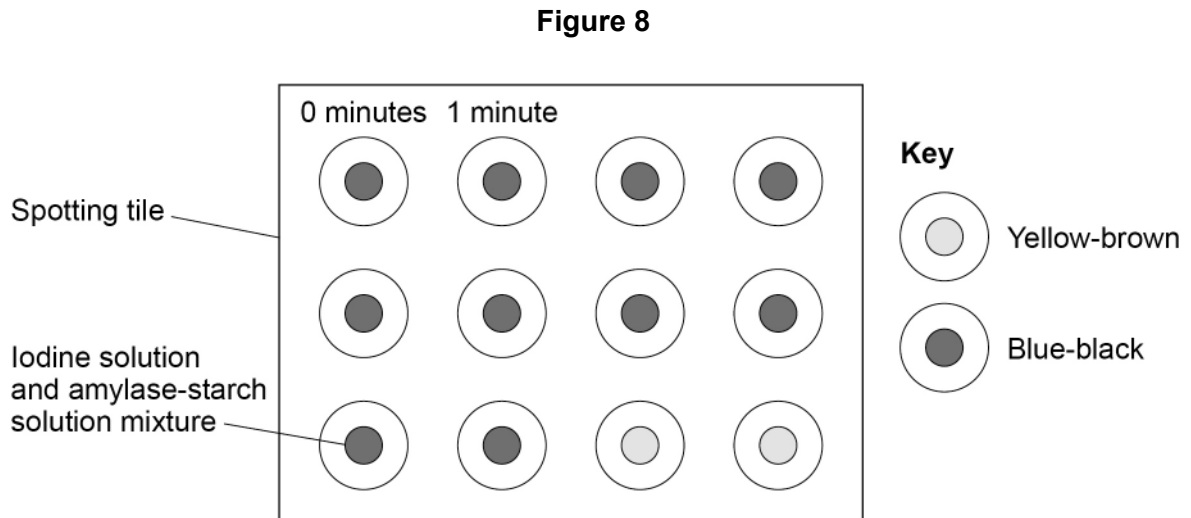 Figure 8
0 minutes 1 minute
Key
Spotting tile
Yellow-brown
Blue-black
Iodine solution
and amylase-starch
solution mixture